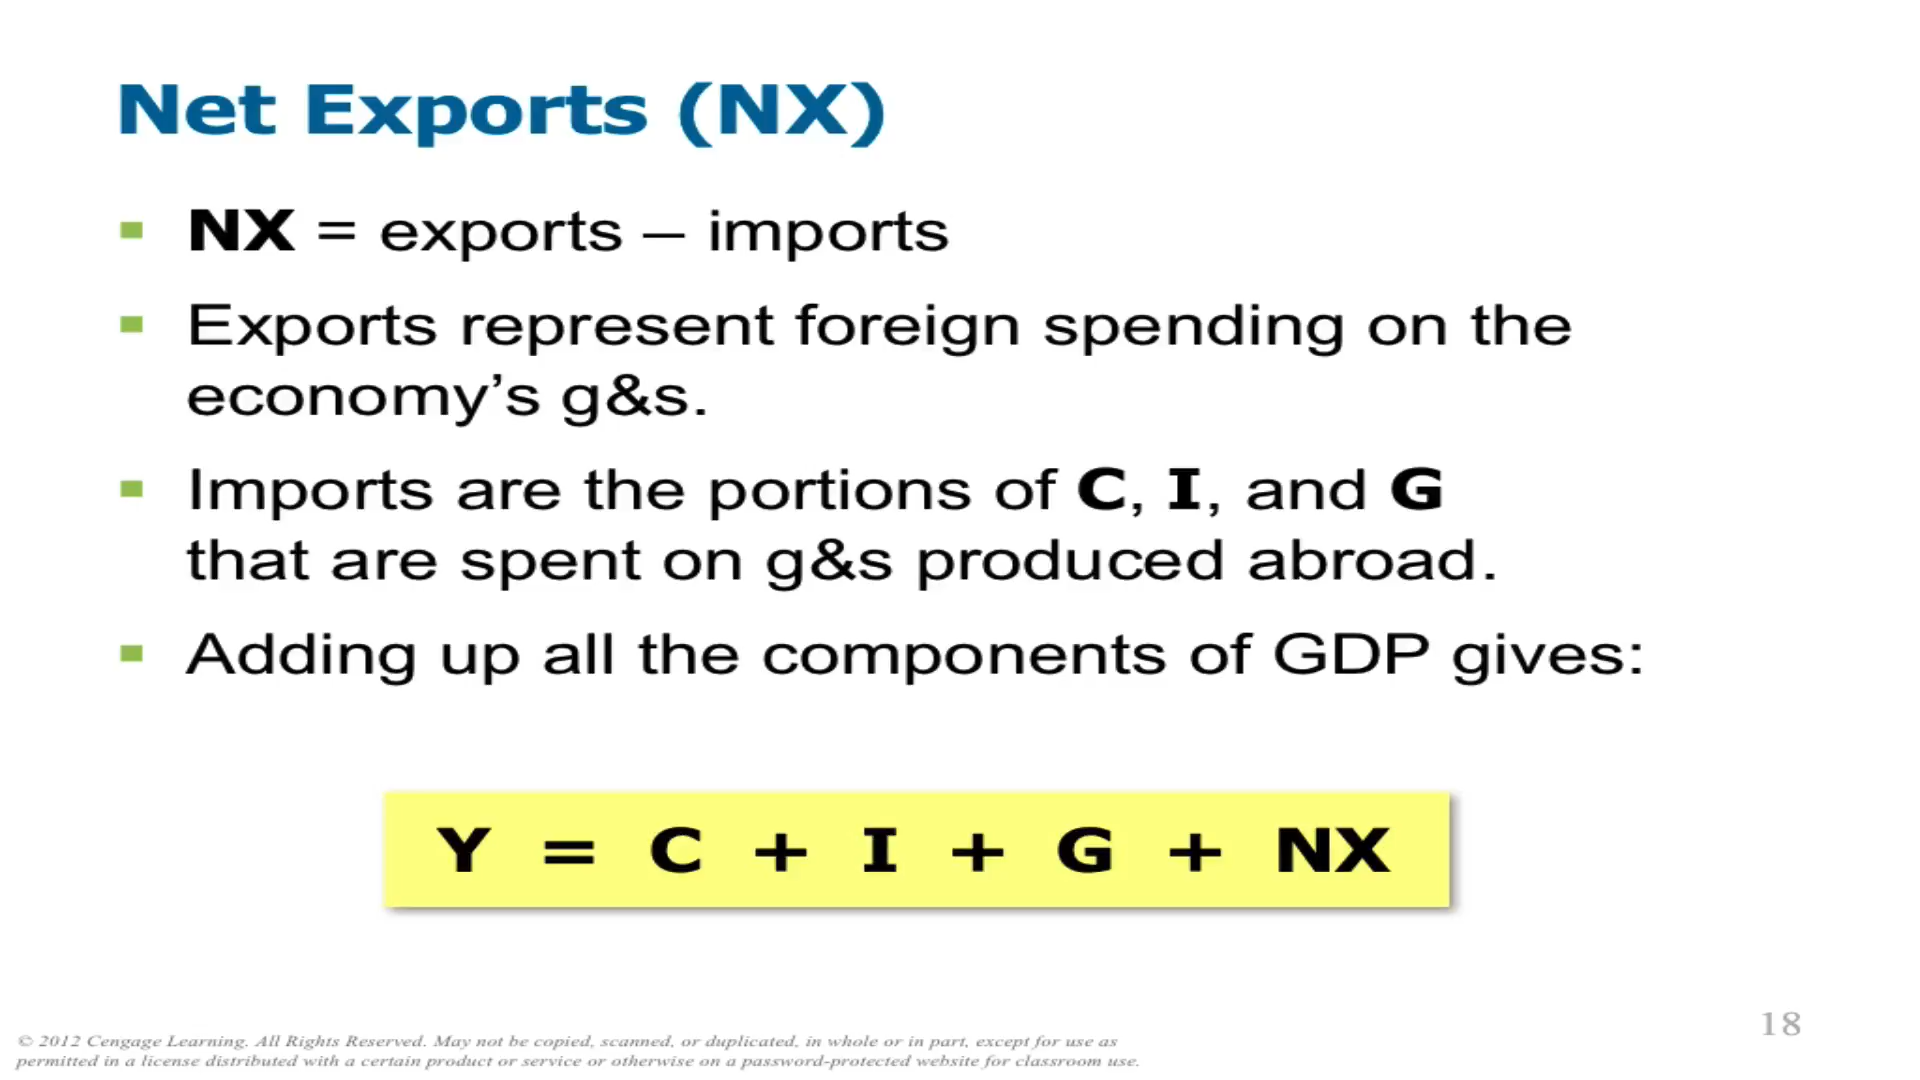 Net Exports (NX)
NX = exports – imports
Exports represent foreign spending on the
economy’s g&s.
Imports are the portions of C, I, and G
that are spent on g&s produced abroad.
Adding up all the components of GDP gives:
Y = C + I + G + NX
18
© 2012 Cengage Learning. All Rights Reserved. May not be copied, scanned, or duplicated, in whole or in part, except for use as
permitted in a license distributed with a certain product or service or otherwise on a password-protected website for classroom use.